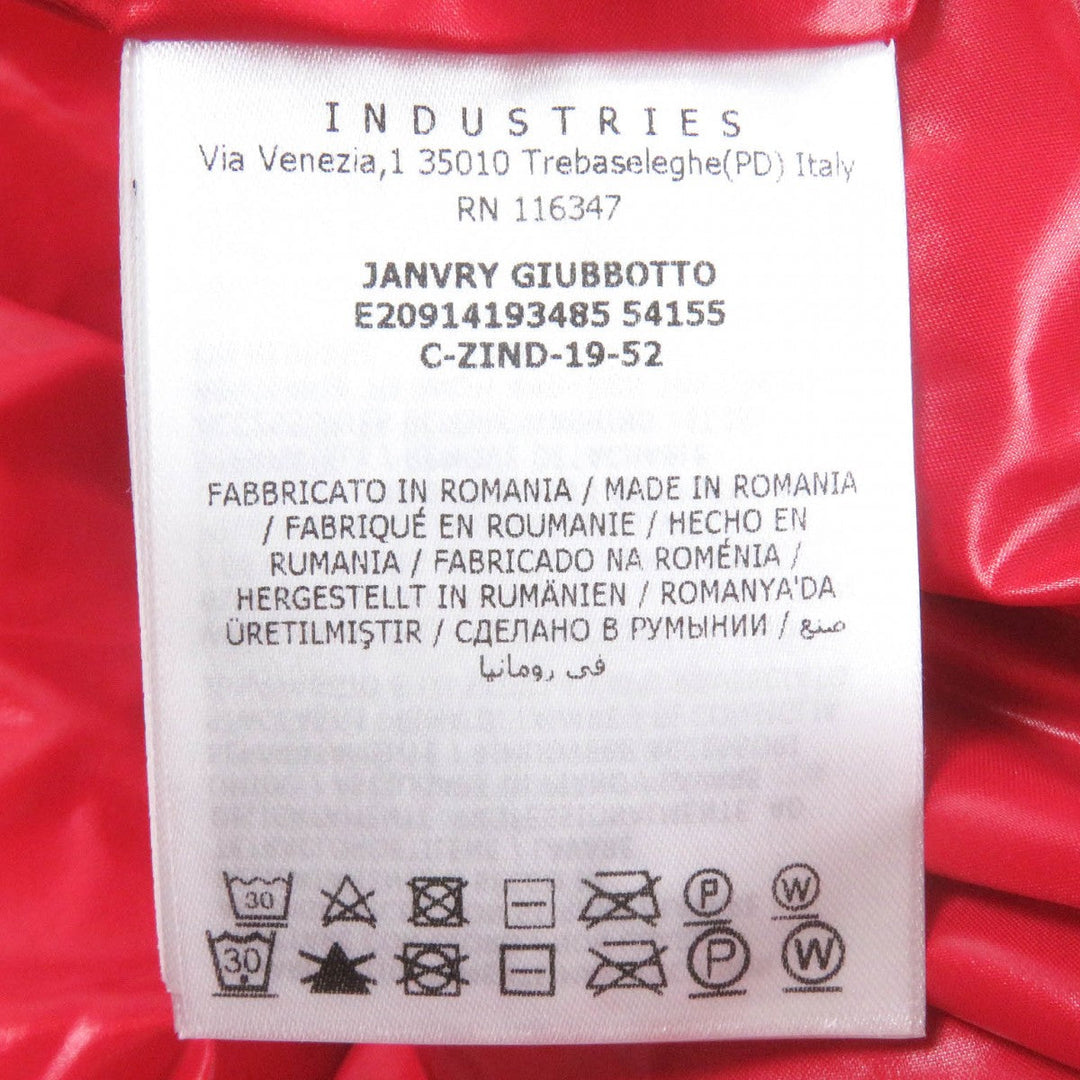 INDUSTRIES
Via Venezia,1 35010 Trebaseleghe(PD) Italy
RN 116347
JANVRY GIUBBOTTO
E20914193485 54155
C-ZIND-19-52
FABBRICATO IN ROMANIA / MADE IN ROMANIA
/ FABRIQUÉ EN ROUMANIE / HECHO EN
RUMANIA / FABRICADO NA ROMÉNIA /
HERGESTELLT IN RUMÄNIEN / ROMANYA'DA
ÜRETILMIŞTIR / СДЕЛАНО В РУМЫНИИ / صنع
في رومانيا
30 P W
30 P W